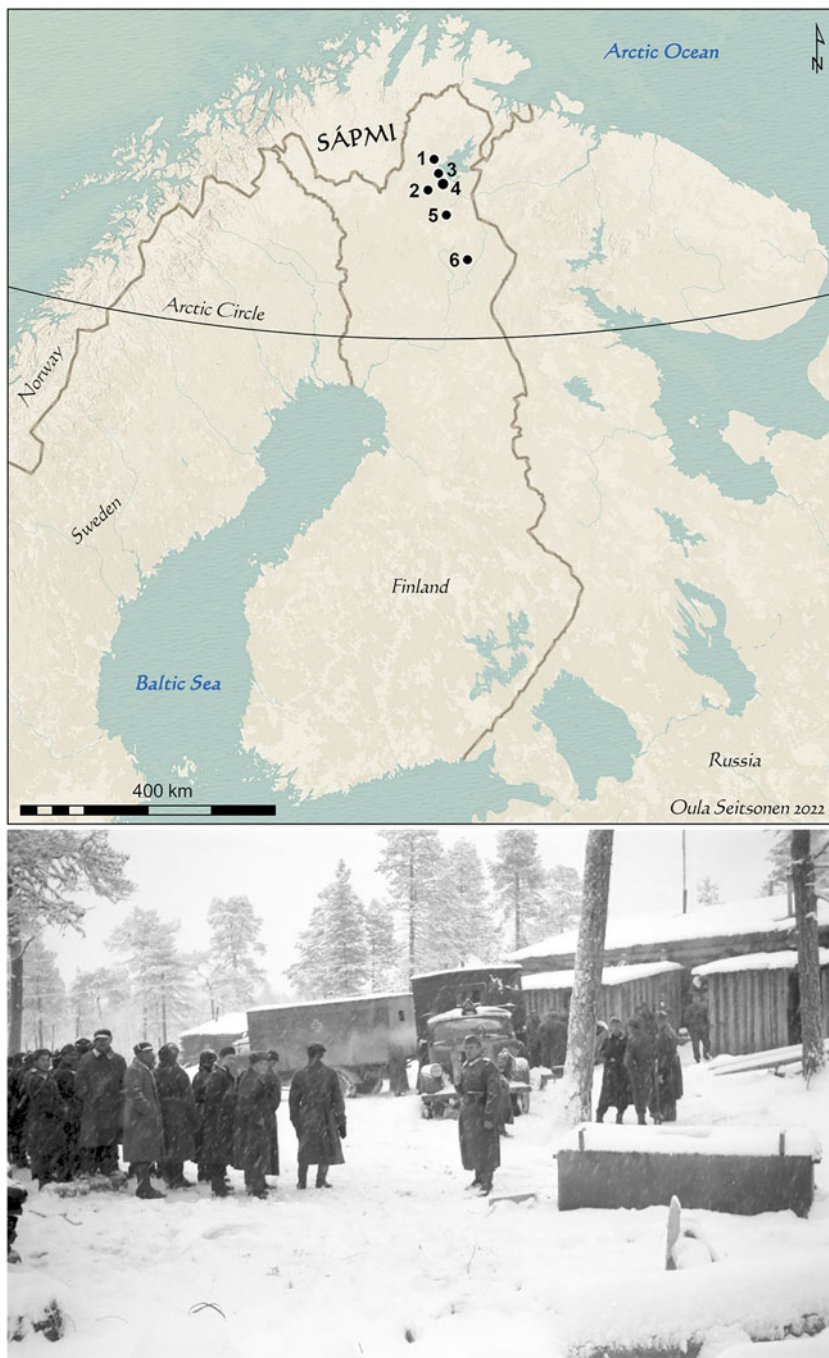 Arctic Ocean
N
SÁPMI
1
3
2
4
5
6
Arctic Circle
Norway
Sweden
Finland
Baltic Sea
Russia
400 km
Oula Seitsonen 2022